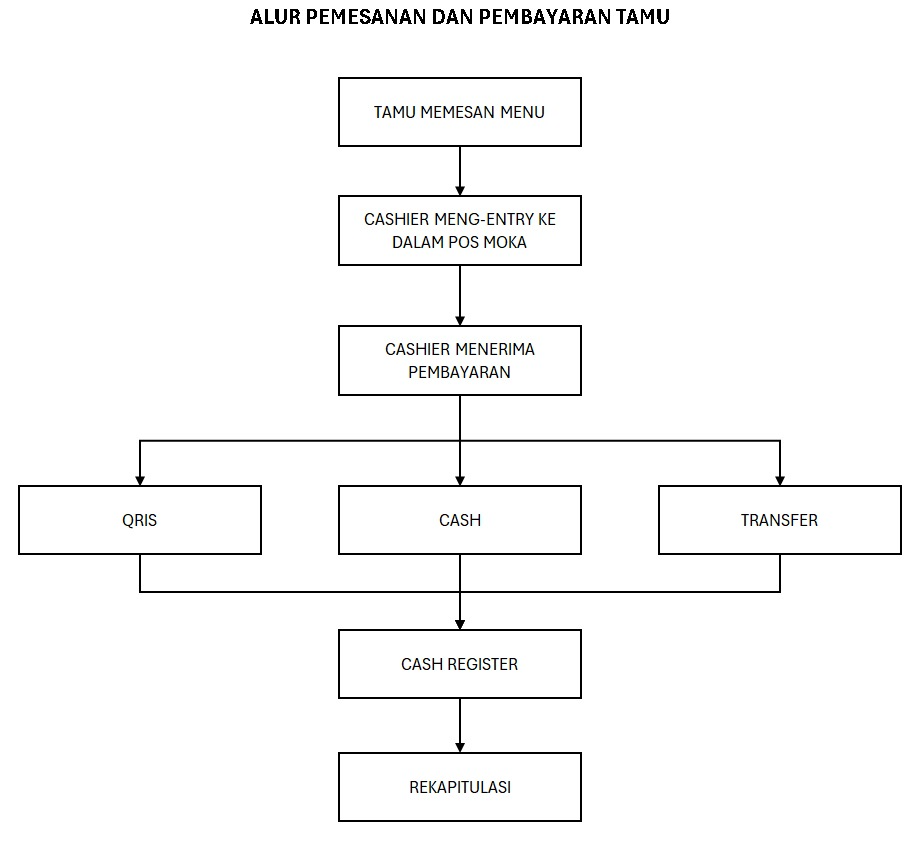 ALUR PEMESANAN DAN PEMBAYARAN TAMU
TAMU MEMESAN MENU
CASHIER MENG-ENTRY KE
DALAM POS MOKA
CASHIER MENERIMA
PEMBAYARAN
QRIS
CASH
TRANSFER
CASH REGISTER
REKAPITULASI